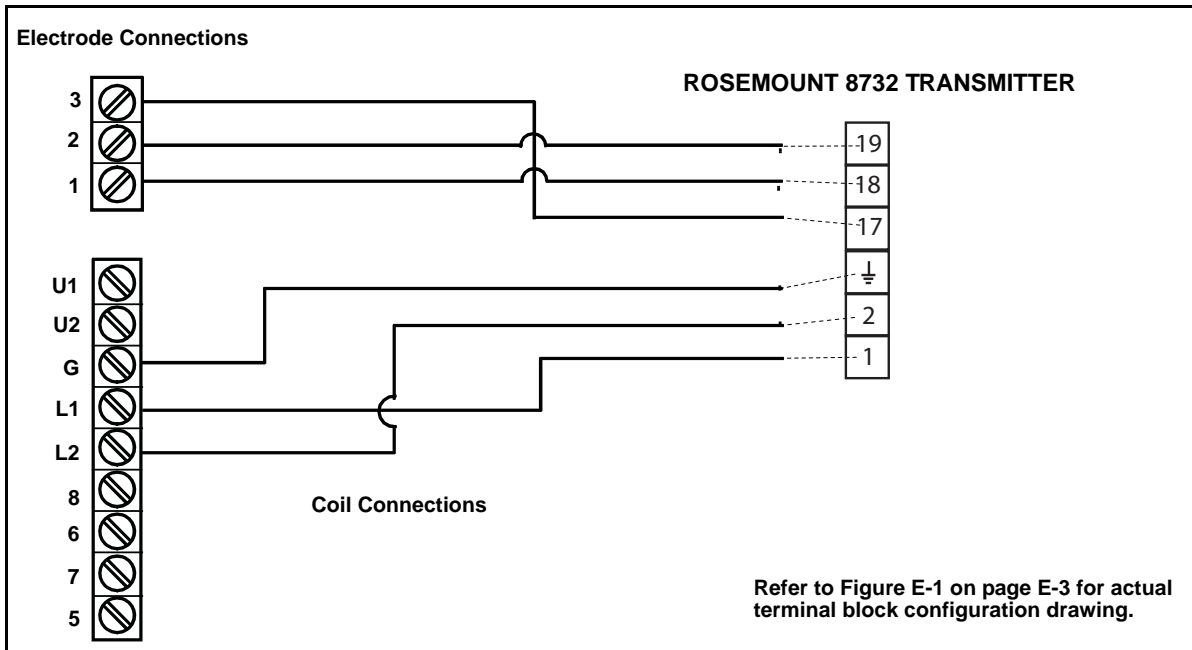 Electrode Connections
ROSEMOUNT 8732 TRANSMITTER
3
2
1
19
18
17
2
1
U1
U2
G
L1
L2
8
6
7
5
Coil Connections
Refer to Figure E-1 on page E-3 for actual
terminal block configuration drawing.